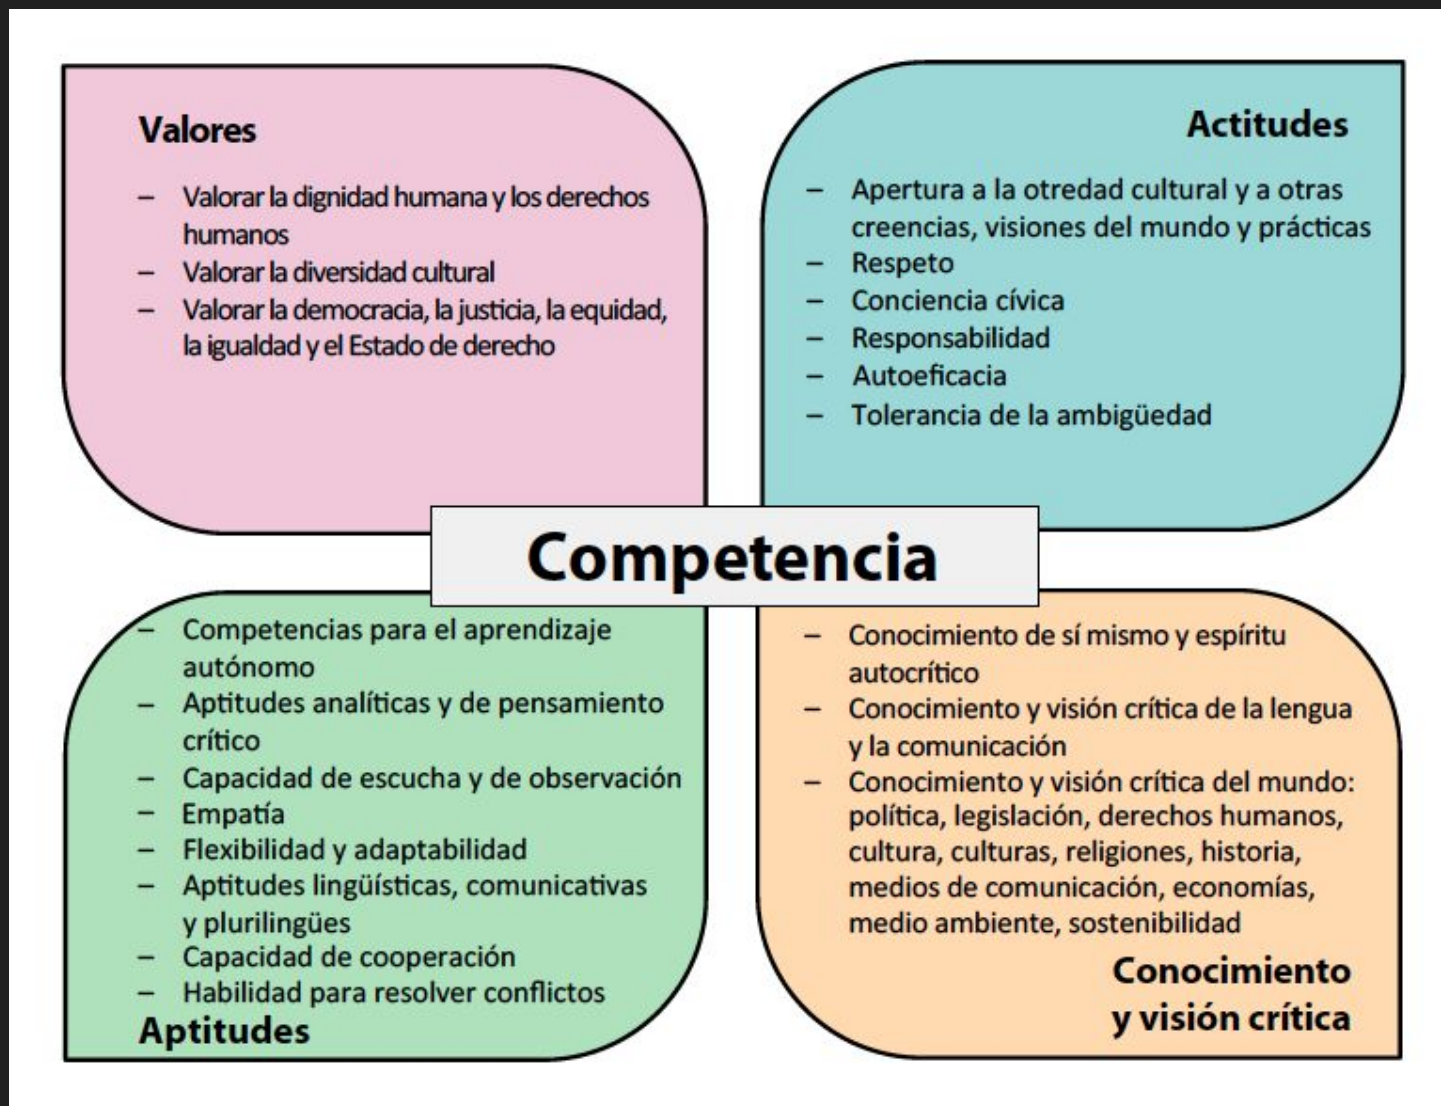 Valores
– Valorar la dignidad humana y los derechos
humanos
– Valorar la diversidad cultural
– Valorar la democracia, la justicia, la equidad,
la igualdad y el Estado de derecho
Actitudes
– Apertura a la otredad cultural y a otras
creencias, visiones del mundo y prácticas
– Respeto
– Conciencia cívica
– Responsabilidad
– Autoeficacia
– Tolerancia de la ambigüedad
Competencia
– Competencias para el aprendizaje
autónomo
– Aptitudes analíticas y de pensamiento
crítico
– Capacidad de escucha y de observación
– Empatía
– Flexibilidad y adaptabilidad
– Aptitudes lingüísticas, comunicativas
y plurilingües
– Capacidad de cooperación
– Habilidad para resolver conflictos
Aptitudes
– Conocimiento de sí mismo y espíritu
autocrítico
– Conocimiento y visión crítica de la lengua
y la comunicación
– Conocimiento y visión crítica del mundo:
política, legislación, derechos humanos,
cultura, culturas, religiones, historia,
medios de comunicación, economías,
medio ambiente, sostenibilidad
Conocimiento
y visión crítica